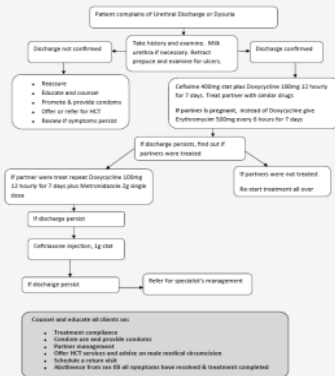 Patient complains of Urethral Discharge or Dysuria
Discharge not confirmed
Take history and examine. Milk
urethra if necessary. Retract
prepuce and examine for ulcers.
Discharge confirmed
• Reassure
• Educate and counsel
• Promote & provide condoms
• Offer or refer for HCT
• Review if symptoms persist
Cefixime 400mg stat plus Doxycycline 100mg 12 hourly
for 7 days. Treat partner with similar drugs
If partner is pregnant, instead of Doxycycline give
Erythromycin 500mg every 6 hours for 7 days
If discharge persists, find out if
partners were treated
If partner were treat repeat Doxycycline 100mg
12 hourly for 7 days plus Metronidazole 2g single
dose
If partners were not treated
Re-start treatment all over
If discharge persist
Ceftriaxone injection, 1g stat
If discharge persist
Refer for specialist's management
Counsel and educate all clients on:
• Treatment compliance
• Condom use and provide condoms
• Partner management
• Offer HCT services and advise on male medical circumcision
• Schedule a return visit
• Abstinence from sex till all symptoms have resolved & treatment completed